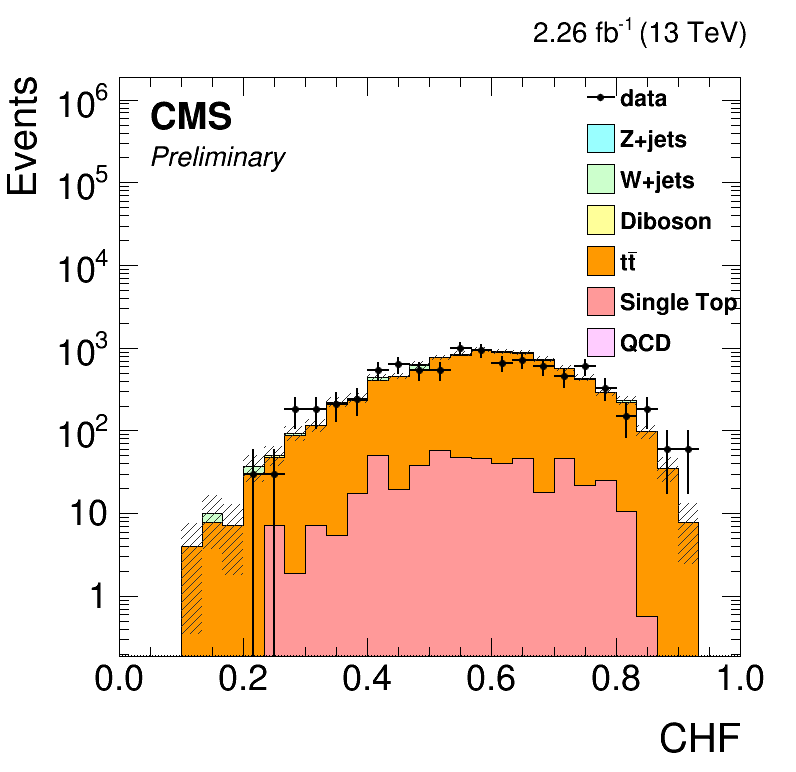 2.26 fb⁻¹ (13 TeV)
Events
10⁶
10⁵
10⁴
10³
10²
10
1
CMS
Preliminary
data
Z+jets
W+jets
Diboson
tt̄
Single Top
QCD
0.0 0.2 0.4 0.6 0.8 1.0
CHF